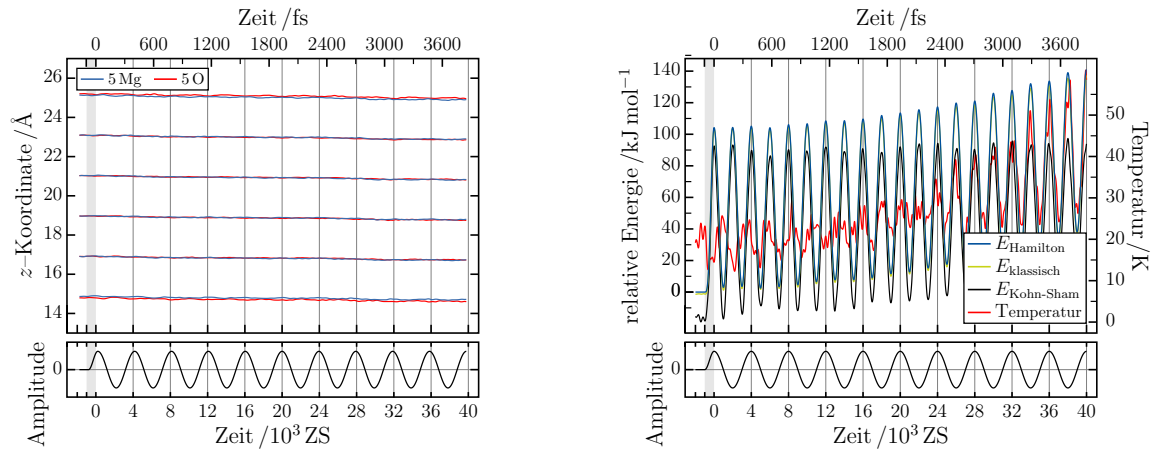 Zeit /fs
0 600 1200 1800 2400 3000 3600
5 Mg 5 O
z–Koordinate /Å
26
24
22
20
18
16
14
Amplitude
0
0 4 8 12 16 20 24 28 32 36 40
Zeit /10³ ZS
Zeit /fs
0 600 1200 1800 2400 3000 3600
relative Energie /kJ mol⁻¹
140
120
100
80
60
40
20
0
Temperatur /K
50
40
30
20
10
0
E_Hamilton
E_klassisch
E_Kohn-Sham
Temperatur
Amplitude
0
0 4 8 12 16 20 24 28 32 36 40
Zeit /10³ ZS